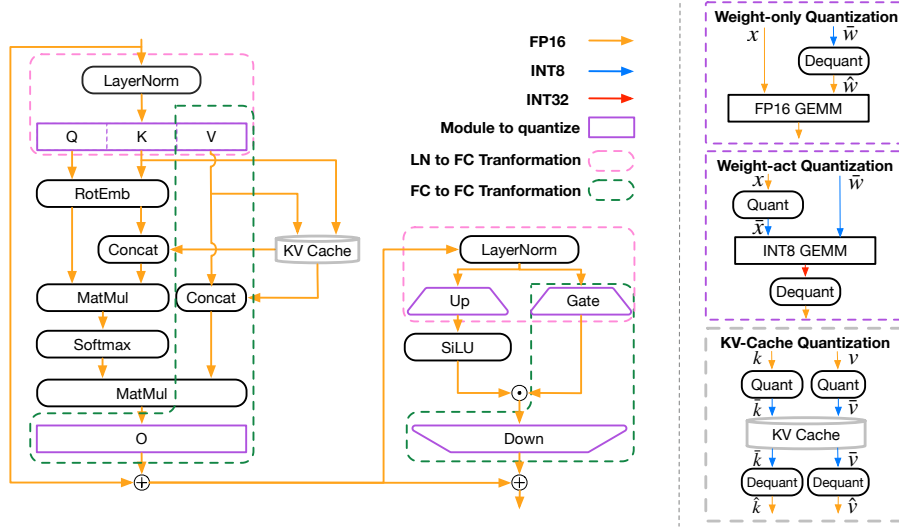 LayerNorm
Q K V
RotEmb
Concat
KV Cache
MatMul
Concat
Softmax
MatMul
O
FP16
INT8
INT32
Module to quantize
LN to FC Tranformation
FC to FC Tranformation
LayerNorm
Up
Gate
SiLU
Down
Weight-only Quantization
x
w̄
Dequant
ŵ
FP16 GEMM
Weight-act Quantization
x
w̄
Quant
x̄
INT8 GEMM
Dequant
KV-Cache Quantization
k v
Quant Quant
k̄ v̄
KV Cache
k̄ v̄
Dequant Dequant
k̂ v̂